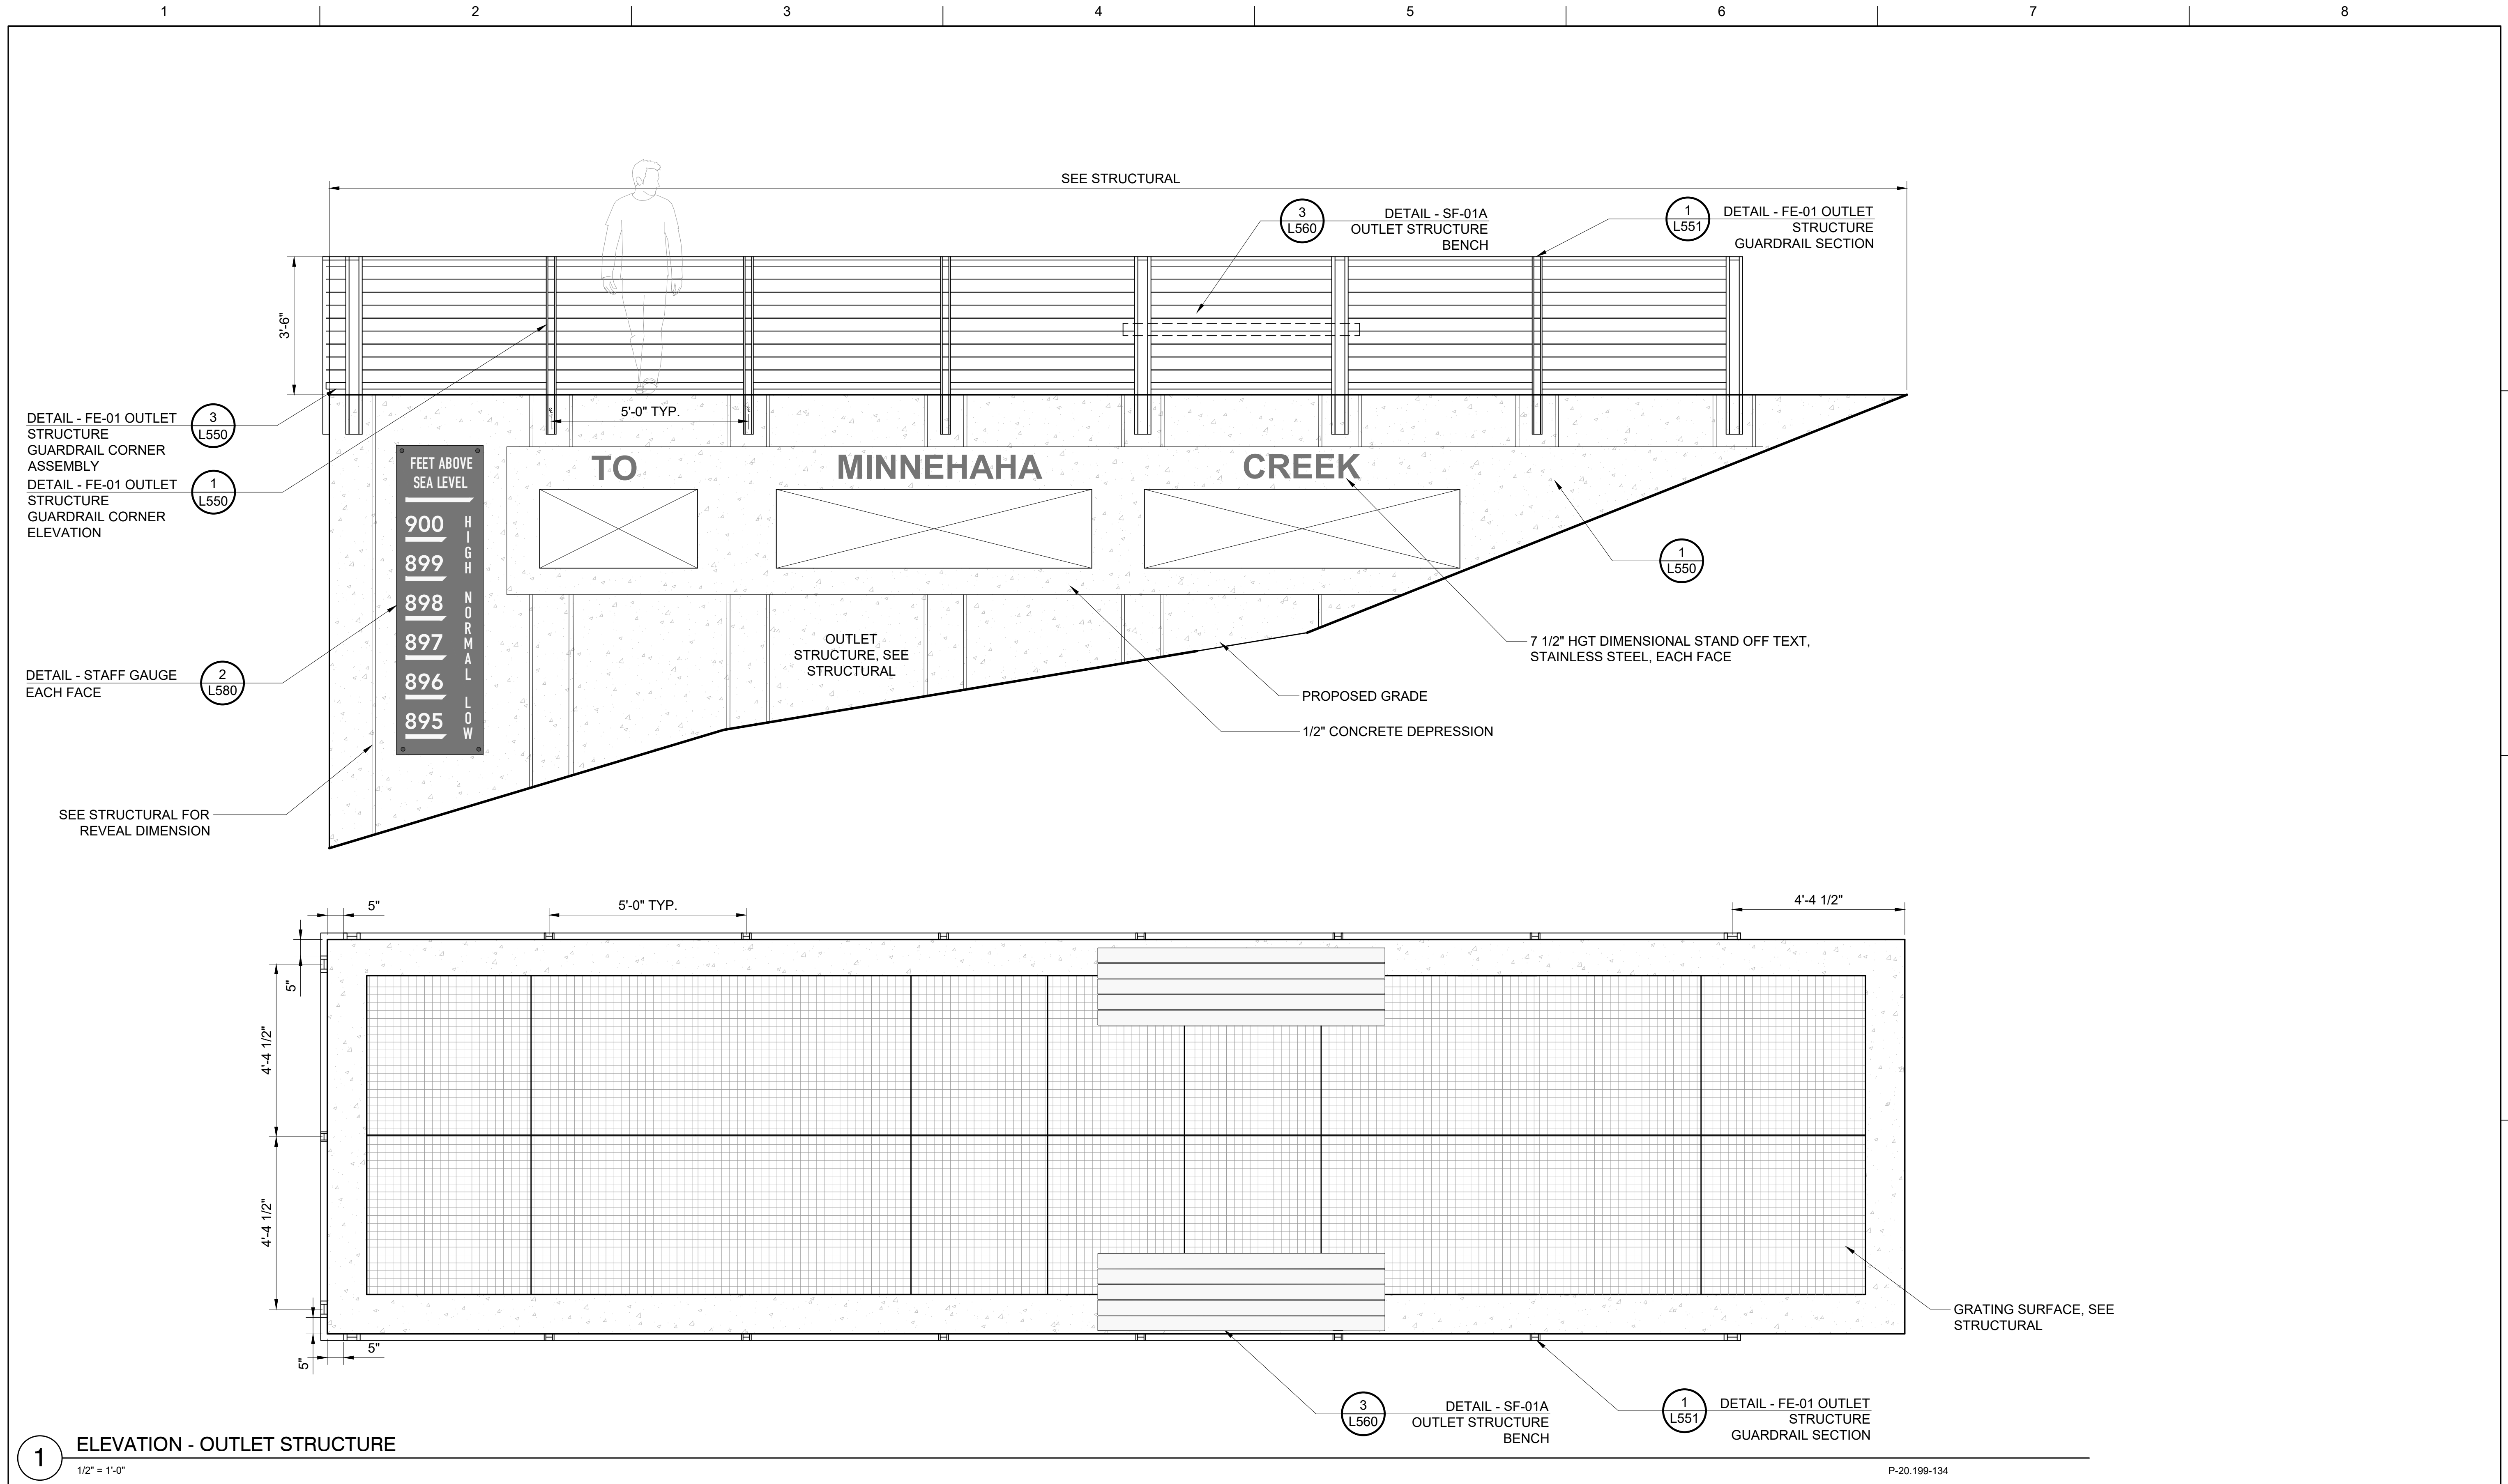 1 2 3 4 5 6 7 8
SEE STRUCTURAL
3
L560
DETAIL - SF-01A
OUTLET STRUCTURE
BENCH
1
L551
DETAIL - FE-01 OUTLET
STRUCTURE
GUARDRAIL SECTION
3'-6"
5'-0" TYP.
DETAIL - FE-01 OUTLET
STRUCTURE
GUARDRAIL CORNER
ASSEMBLY
3
L550
DETAIL - FE-01 OUTLET
STRUCTURE
GUARDRAIL CORNER
ELEVATION
1
L550
FEET ABOVE
SEA LEVEL
900
899
898
897
896
895
HIGH
NORMAL
LOW
TO MINNEHAHA CREEK
1
L550
OUTLET
STRUCTURE, SEE
STRUCTURAL
7 1/2" HGT DIMENSIONAL STAND OFF TEXT,
STAINLESS STEEL, EACH FACE
DETAIL - STAFF GAUGE
EACH FACE
2
L580
PROPOSED GRADE
1/2" CONCRETE DEPRESSION
SEE STRUCTURAL FOR
REVEAL DIMENSION
5"
5'-0" TYP.
4'-4 1/2"
5"
4'-4 1/2"
4'-4 1/2"
5"
5"
GRATING SURFACE, SEE
STRUCTURAL
3
L560
DETAIL - SF-01A
OUTLET STRUCTURE
BENCH
1
L551
DETAIL - FE-01 OUTLET
STRUCTURE
GUARDRAIL SECTION
1
ELEVATION - OUTLET STRUCTURE
1/2" = 1'-0"
P-20.199-134